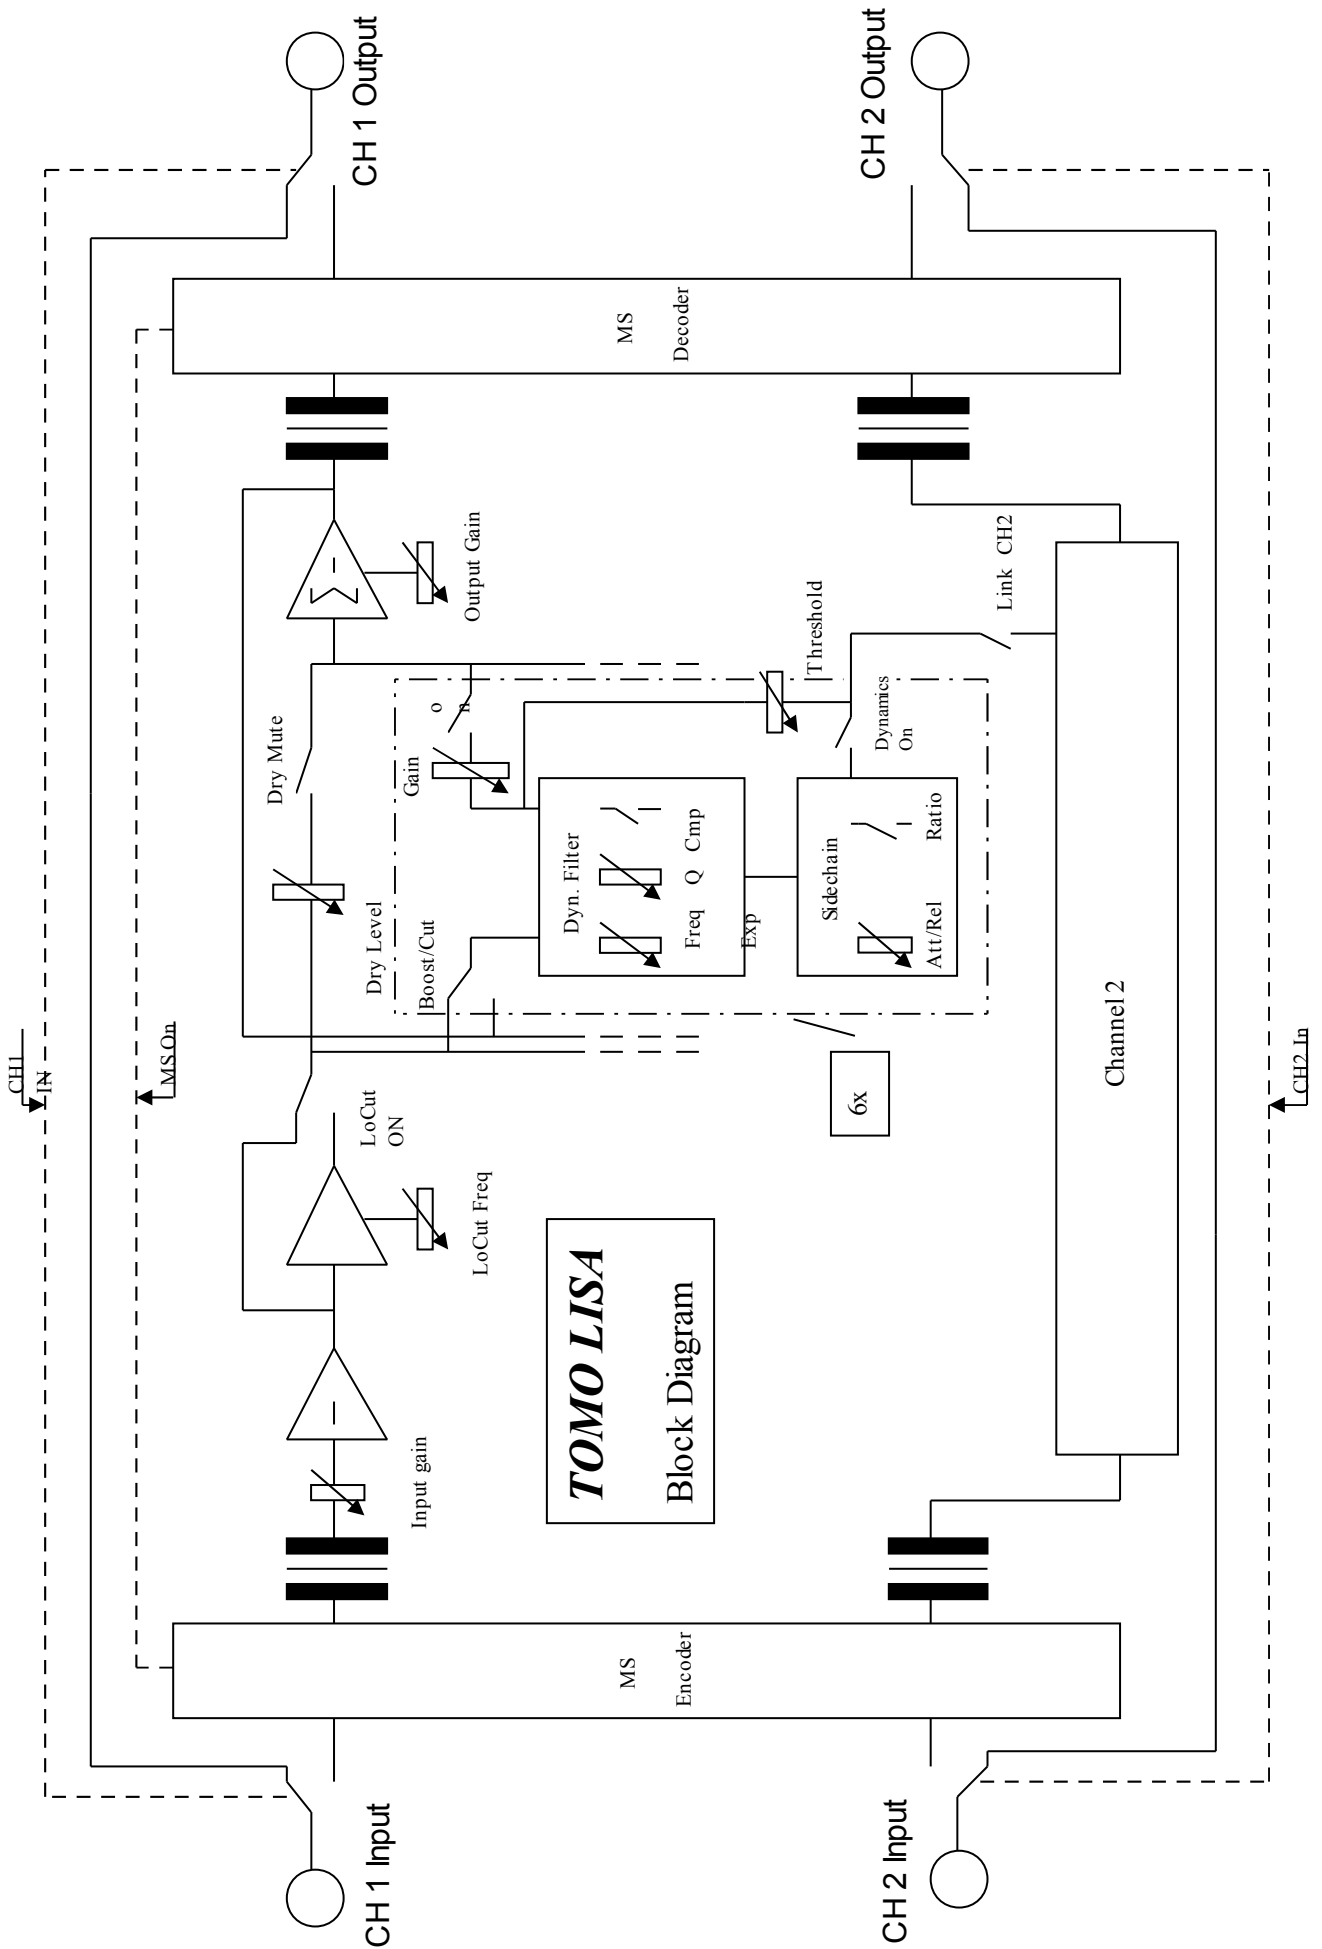 CH1
IN
MS On
CH 1 Input
CH 1 Output
Input gain
LoCut
ON
LoCut Freq
Dry Level
Dry Mute
Output Gain
Boost/Cut
Gain
o
n
Dyn. Filter
Freq Q Cmp
Exp
Threshold
Sidechain
Att/Rel Ratio
Dynamics
On
Link CH2
6x
MS
Encoder
MS
Decoder
TOMO LISA
Block Diagram
Channel 2
CH 2 Input
CH 2 Output
CH2 In